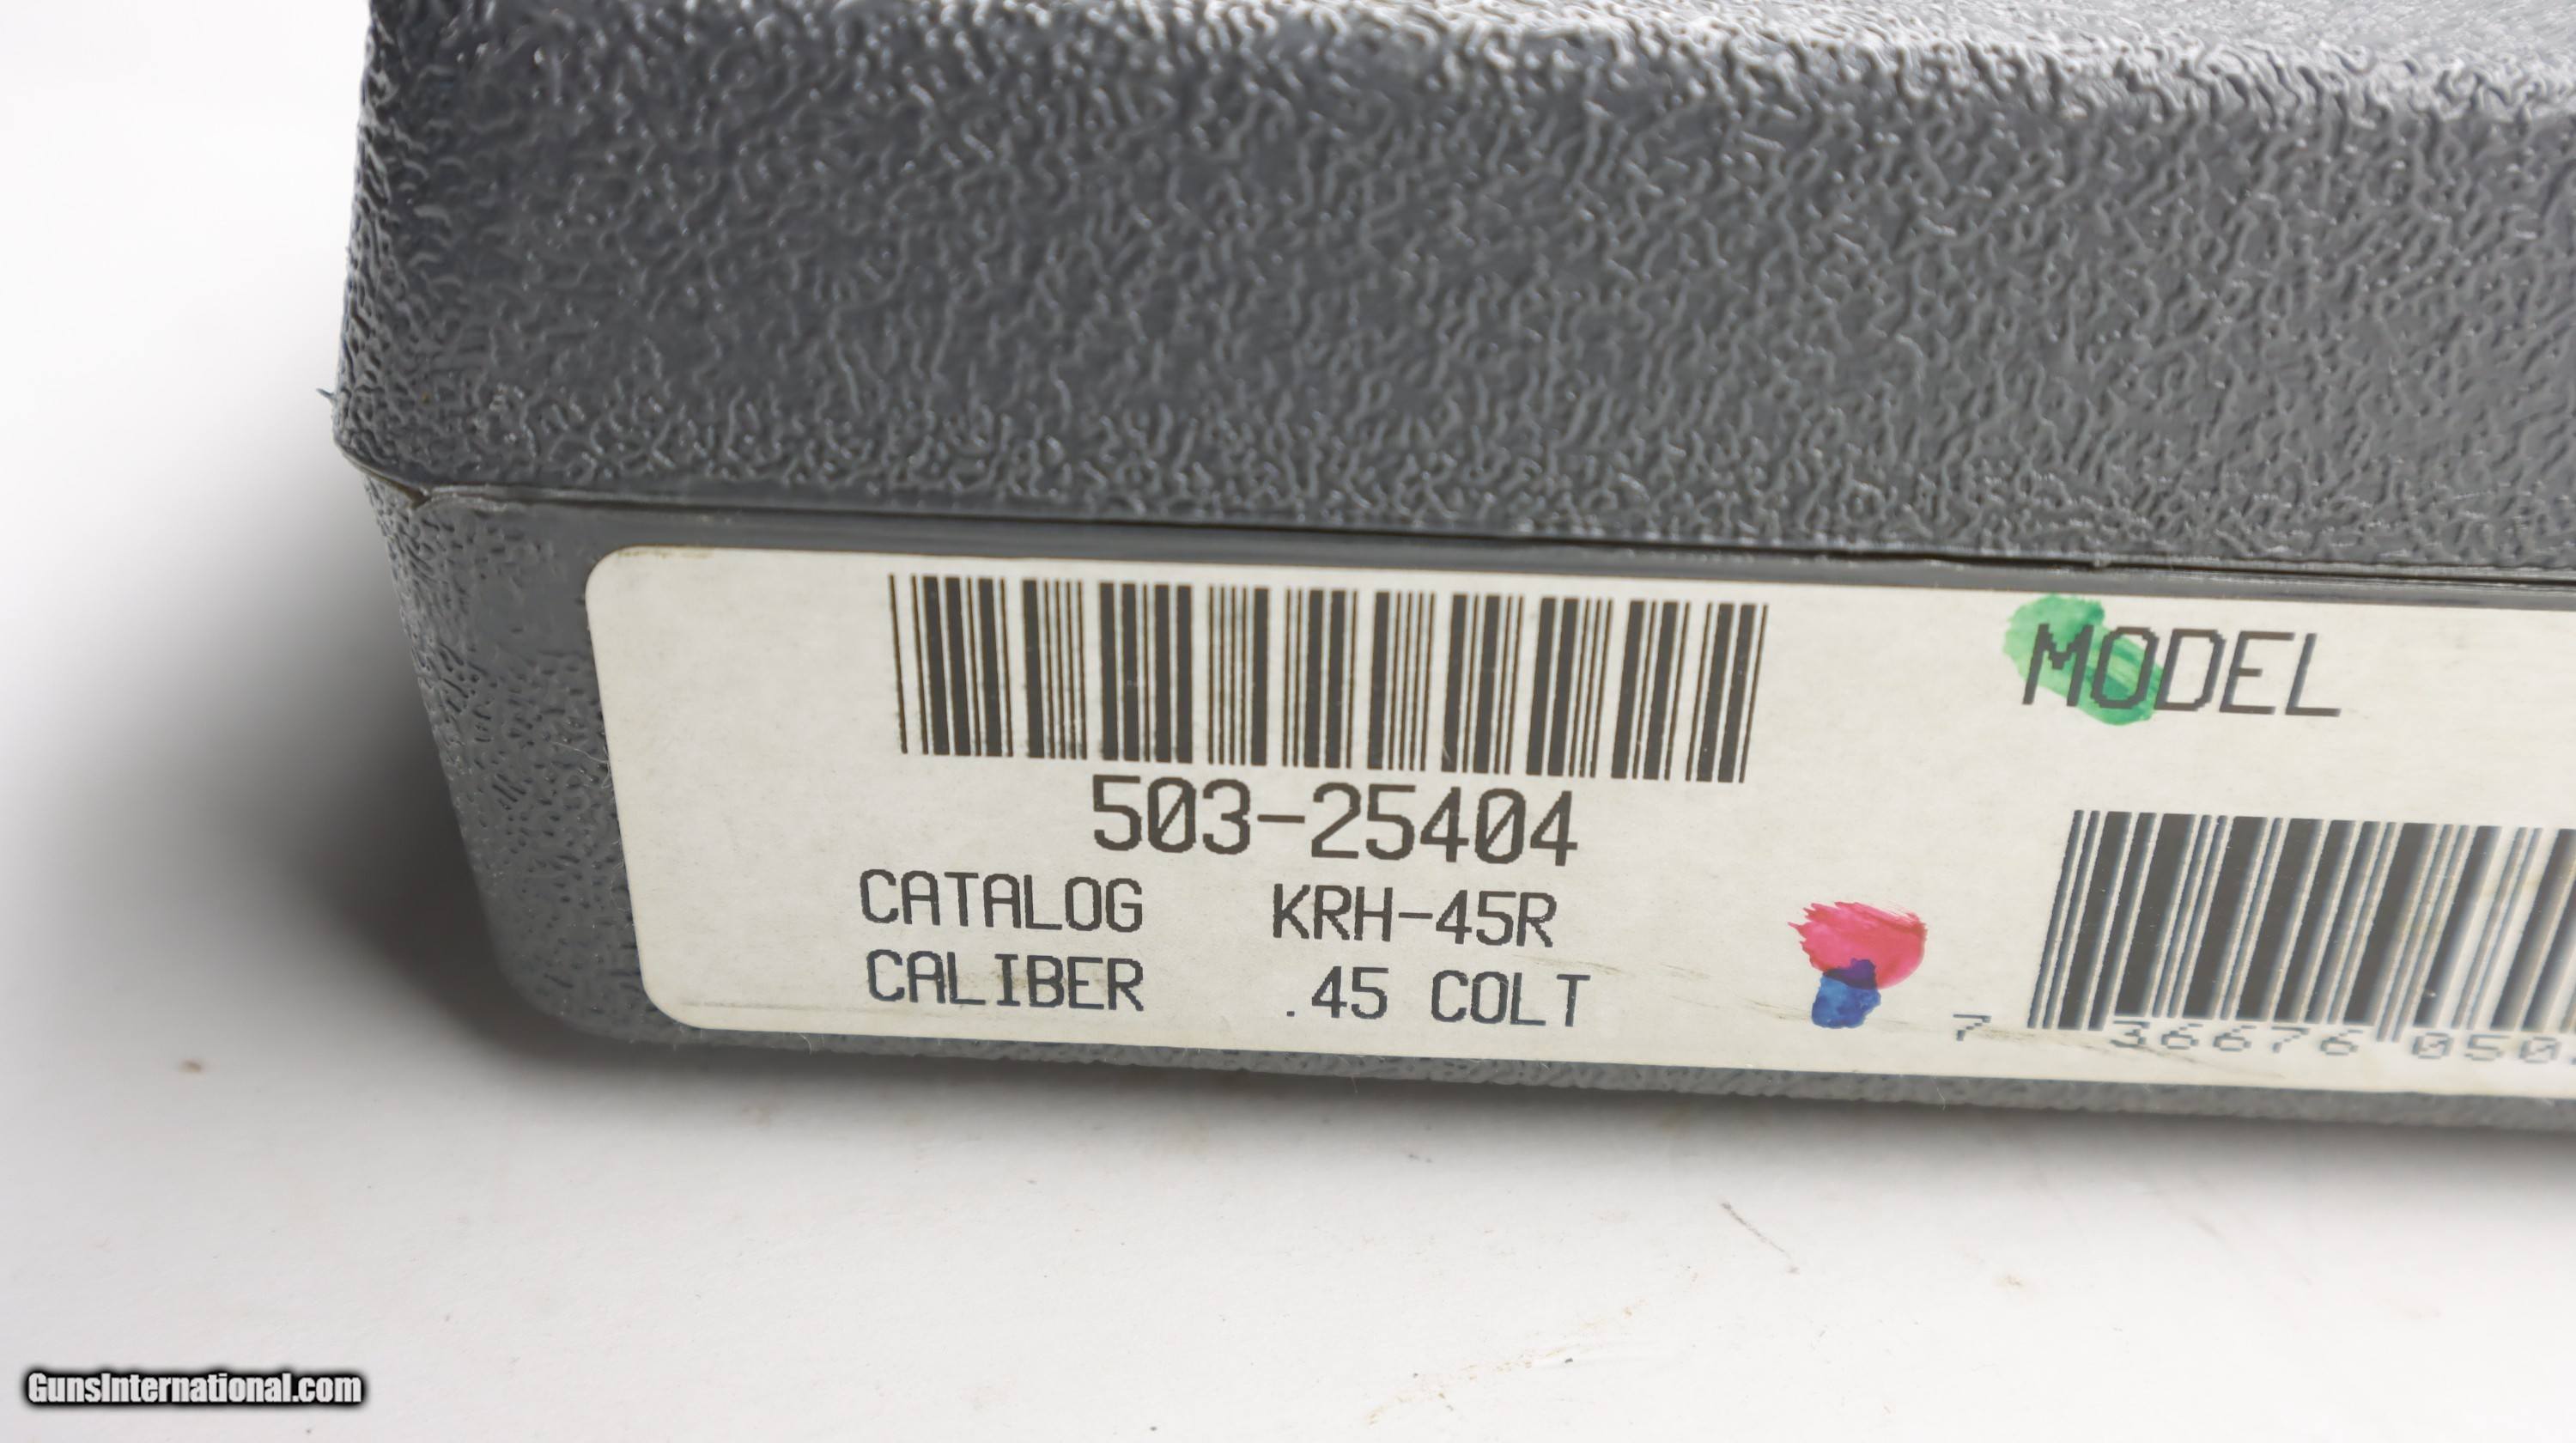 503-25404
CATALOG KRH-45R
CALIBER .45 COLT
MODEL
7 36676 050
GunsInternational.com